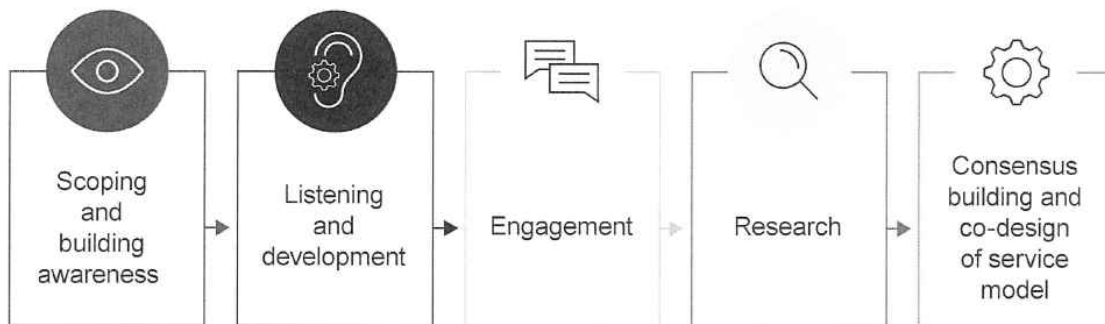 Scoping
and
building
awareness
Listening
and
development
Engagement
Research
Consensus
building and
co-design
of service
model